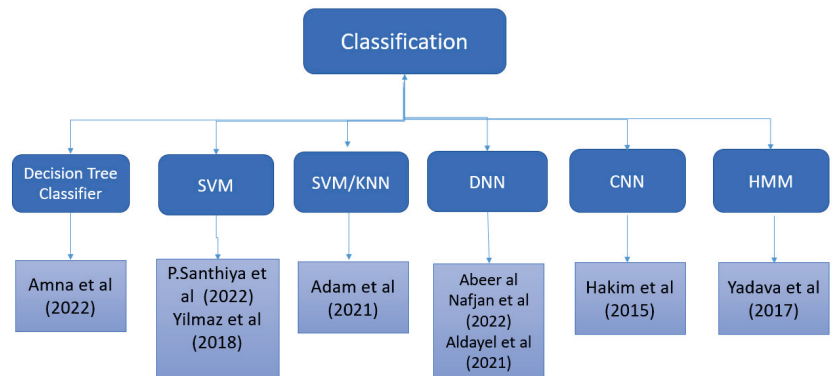 Classification
Decision Tree
Classifier
SVM
SVM/KNN
DNN
CNN
HMM
Amna et al
(2022)
P.Santhiya et
al (2022)
Yilmaz et al
(2018)
Adam et al
(2021)
Abeer al
Nafjan et al
(2022)
Aldayel et al
(2021)
Hakim et al
(2015)
Yadava et al
(2017)